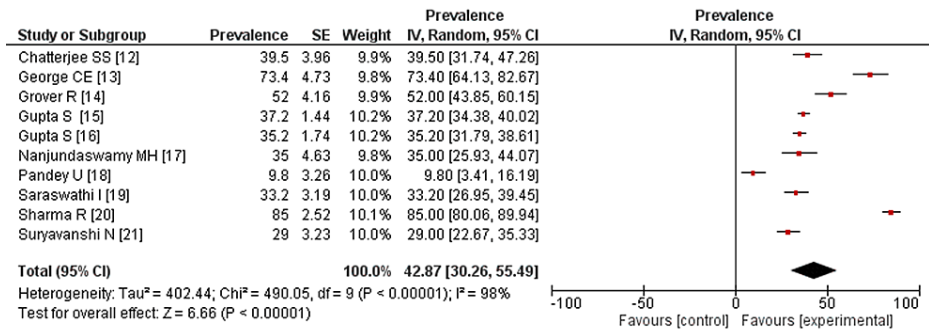 Prevalence Prevalence
Study or Subgroup Prevalence SE Weight IV, Random, 95% CI IV, Random, 95% CI
Chatterjee SS [12] 39.5 3.96 9.9% 39.50 [31.74, 47.26]
George CE [13] 73.4 4.73 9.8% 73.40 [64.13, 82.67]
Grover R [14] 52 4.16 9.9% 52.00 [43.85, 60.15]
Gupta S [15] 37.2 1.44 10.2% 37.20 [34.38, 40.02]
Gupta S [16] 35.2 1.74 10.2% 35.20 [31.79, 38.61]
Nanjundaswamy MH [17] 35 4.63 9.8% 35.00 [25.93, 44.07]
Pandey U [18] 9.8 3.26 10.0% 9.80 [3.41, 16.19]
Saraswathi I [19] 33.2 3.19 10.0% 33.20 [26.95, 39.45]
Sharma R [20] 85 2.52 10.1% 85.00 [80.06, 89.94]
Suryavanshi N [21] 29 3.23 10.0% 29.00 [22.67, 35.33]
Total (95% CI) 100.0% 42.87 [30.26, 55.49]
Heterogeneity: Tau² = 402.44; Chi² = 490.05, df = 9 (P < 0.00001); I² = 98%
Test for overall effect: Z = 6.66 (P < 0.00001)
-100 -50 0 50 100
Favours [control] Favours [experimental]